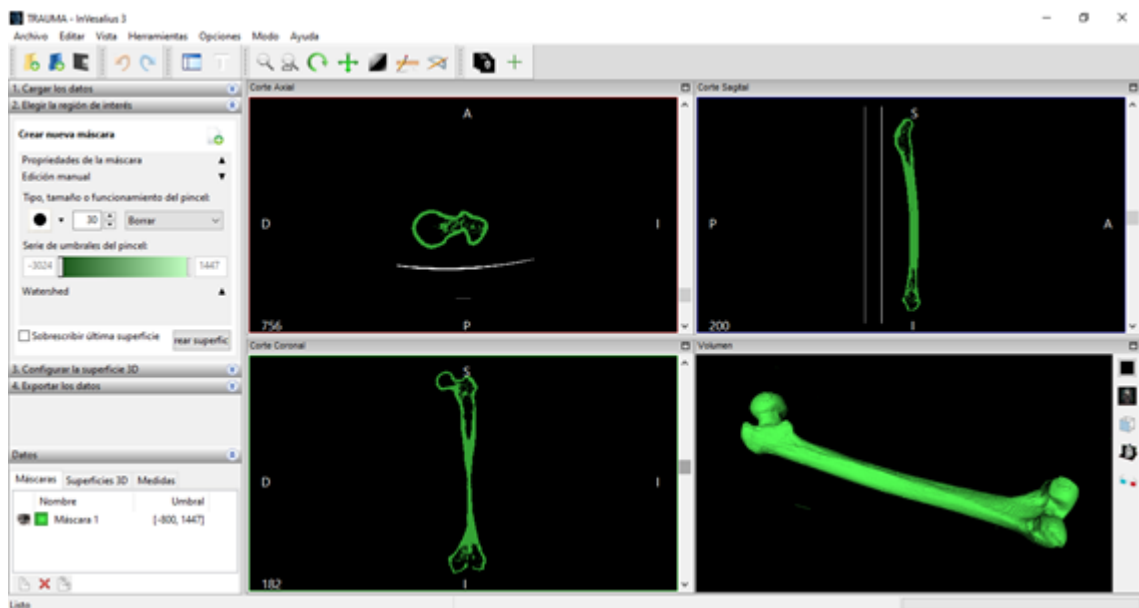 TRAUMA - InVesalius 3
Archivo Editar Vista Herramientas Opciones Modo Ayuda
1. Cargar los datos
2. Elegir la región de interés
Crear nueva máscara
Propiedades de la máscara
Edición manual
Tipo, tamaño o funcionamiento del pincel:
30 Borrar
Serie de umbrales del pincel:
-3024 1447
Watershed
Sobrescribir última superficie rear superfic
3. Configurar la superficie 3D
4. Exportar los datos
Datos
Máscaras Superficies 3D Medidas
Nombre Umbral
Máscara 1 [-800, 1447]
Listo
Corte Axial
A
D I
756 P
Corte Sagital
S
P A
200 I
Corte Coronal
S
D I
182 I
Volumen